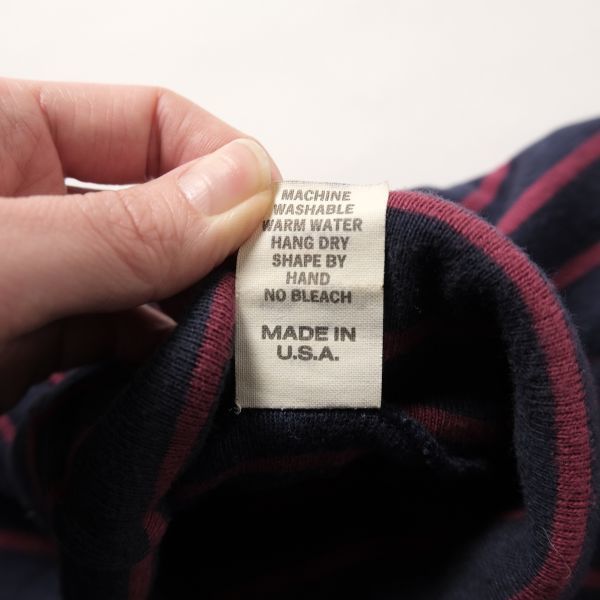 MACHINE
WASHABLE
WARM WATER
HANG DRY
SHAPE BY
HAND
NO BLEACH
MADE IN
U.S.A.